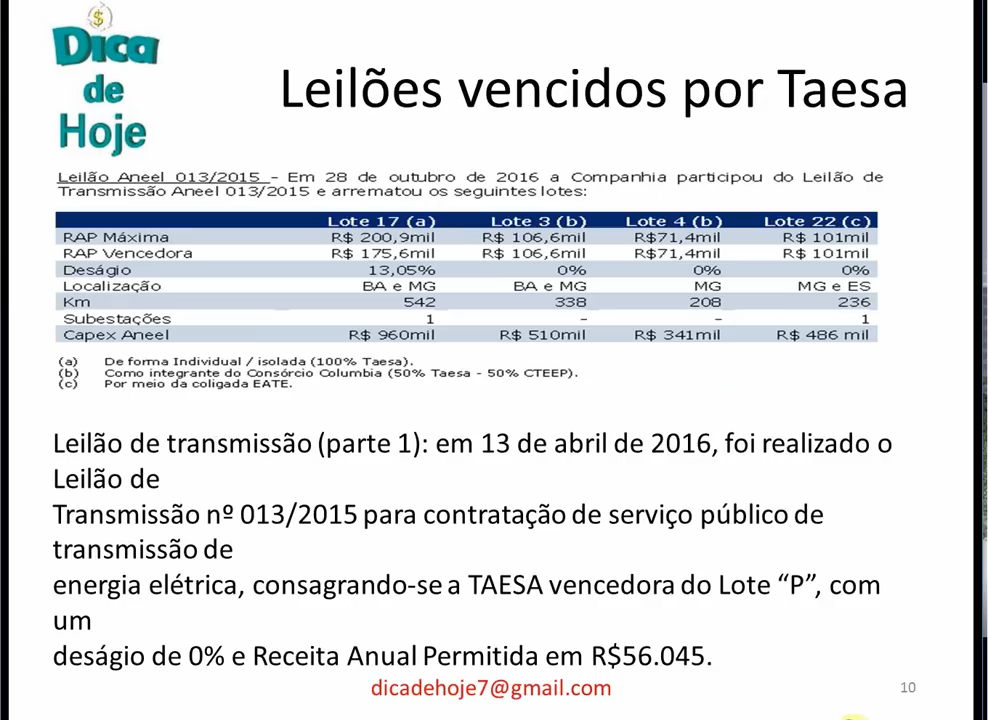 $
Dica
de
Hoje
Leilões vencidos por Taesa
Leilão Aneel 013/2015 - Em 28 de outubro de 2016 a Companhia participou do Leilão de
Transmissão Aneel 013/2015 e arrematou os seguintes lotes:
Lote 17 (a) Lote 3 (b) Lote 4 (b) Lote 22 (c)
RAP Máxima R$ 200,9mil R$ 106,6mil R$71,4mil R$ 101mil
RAP Vencedora R$ 175,6mil R$ 106,6mil R$71,4mil R$ 101mil
Deságio 13,05% 0% 0% 0%
Localização BA e MG BA e MG MG MG e ES
Km 542 338 208 236
Subestações 1 - - 1
Capex Aneel R$ 960mil R$ 510mil R$ 341mil R$ 486 mil
(a) De forma Individual / isolada (100% Taesa).
(b) Como integrante do Consórcio Columbia (50% Taesa - 50% CTEEP).
(c) Por meio da coligada EATE.
Leilão de transmissão (parte 1): em 13 de abril de 2016, foi realizado o
Leilão de
Transmissão nº 013/2015 para contratação de serviço público de
transmissão de
energia elétrica, consagrando-se a TAESA vencedora do Lote “P”, com
um
deságio de 0% e Receita Anual Permitida em R$56.045.
dicadehoje7@gmail.com
10